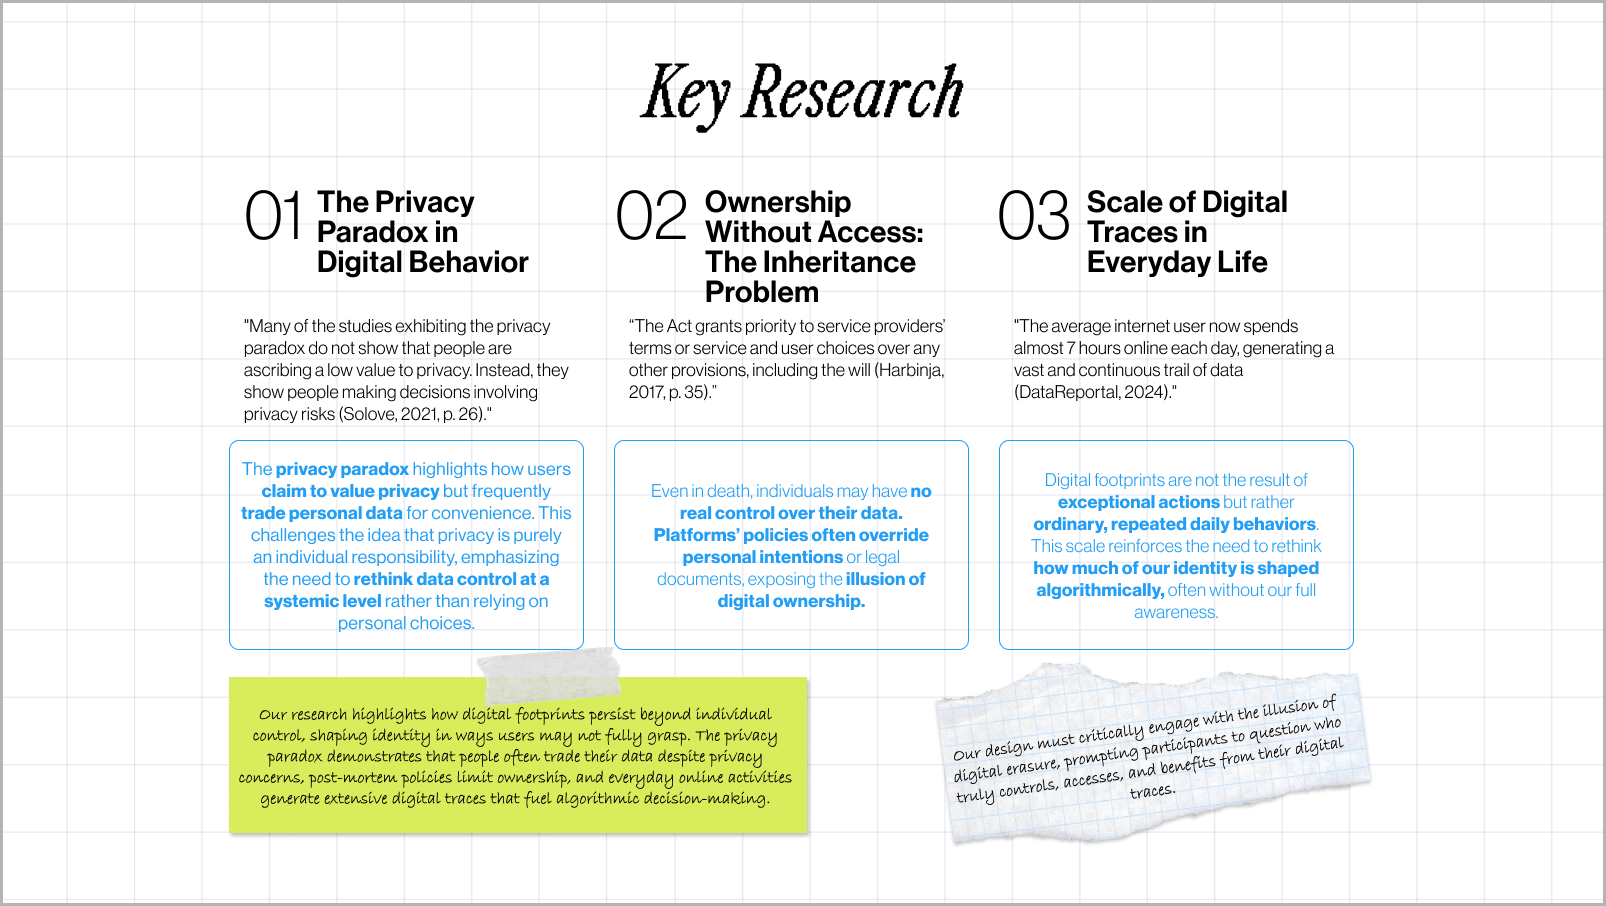 Key Research
01
The Privacy
Paradox in
Digital Behavior
"Many of the studies exhibiting the privacy
paradox do not show that people are
ascribing a low value to privacy. Instead, they
show people making decisions involving
privacy risks (Solove, 2021, p. 26)."
The privacy paradox highlights how users
claim to value privacy but frequently
trade personal data for convenience. This
challenges the idea that privacy is purely
an individual responsibility, emphasizing
the need to rethink data control at a
systemic level rather than relying on
personal choices.
02
Ownership
Without Access:
The Inheritance
Problem
“The Act grants priority to service providers’
terms or service and user choices over any
other provisions, including the will (Harbinja,
2017, p. 35).”
Even in death, individuals may have no
real control over their data.
Platforms’ policies often override
personal intentions or legal
documents, exposing the illusion of
digital ownership.
03
Scale of Digital
Traces in
Everyday Life
"The average internet user now spends
almost 7 hours online each day, generating a
vast and continuous trail of data
(DataReportal, 2024)."
Digital footprints are not the result of
exceptional actions but rather
ordinary, repeated daily behaviors.
This scale reinforces the need to rethink
how much of our identity is shaped
algorithmically, often without our full
awareness.
Our research highlights how digital footprints persist beyond individual
control, shaping identity in ways users may not fully grasp. The privacy
paradox demonstrates that people often trade their data despite privacy
concerns, post-mortem policies limit ownership, and everyday online activities
generate extensive digital traces that fuel algorithmic decision-making.
Our design must critically engage with the illusion of
digital erasure, prompting participants to question who
truly controls, accesses, and benefits from their digital
traces.